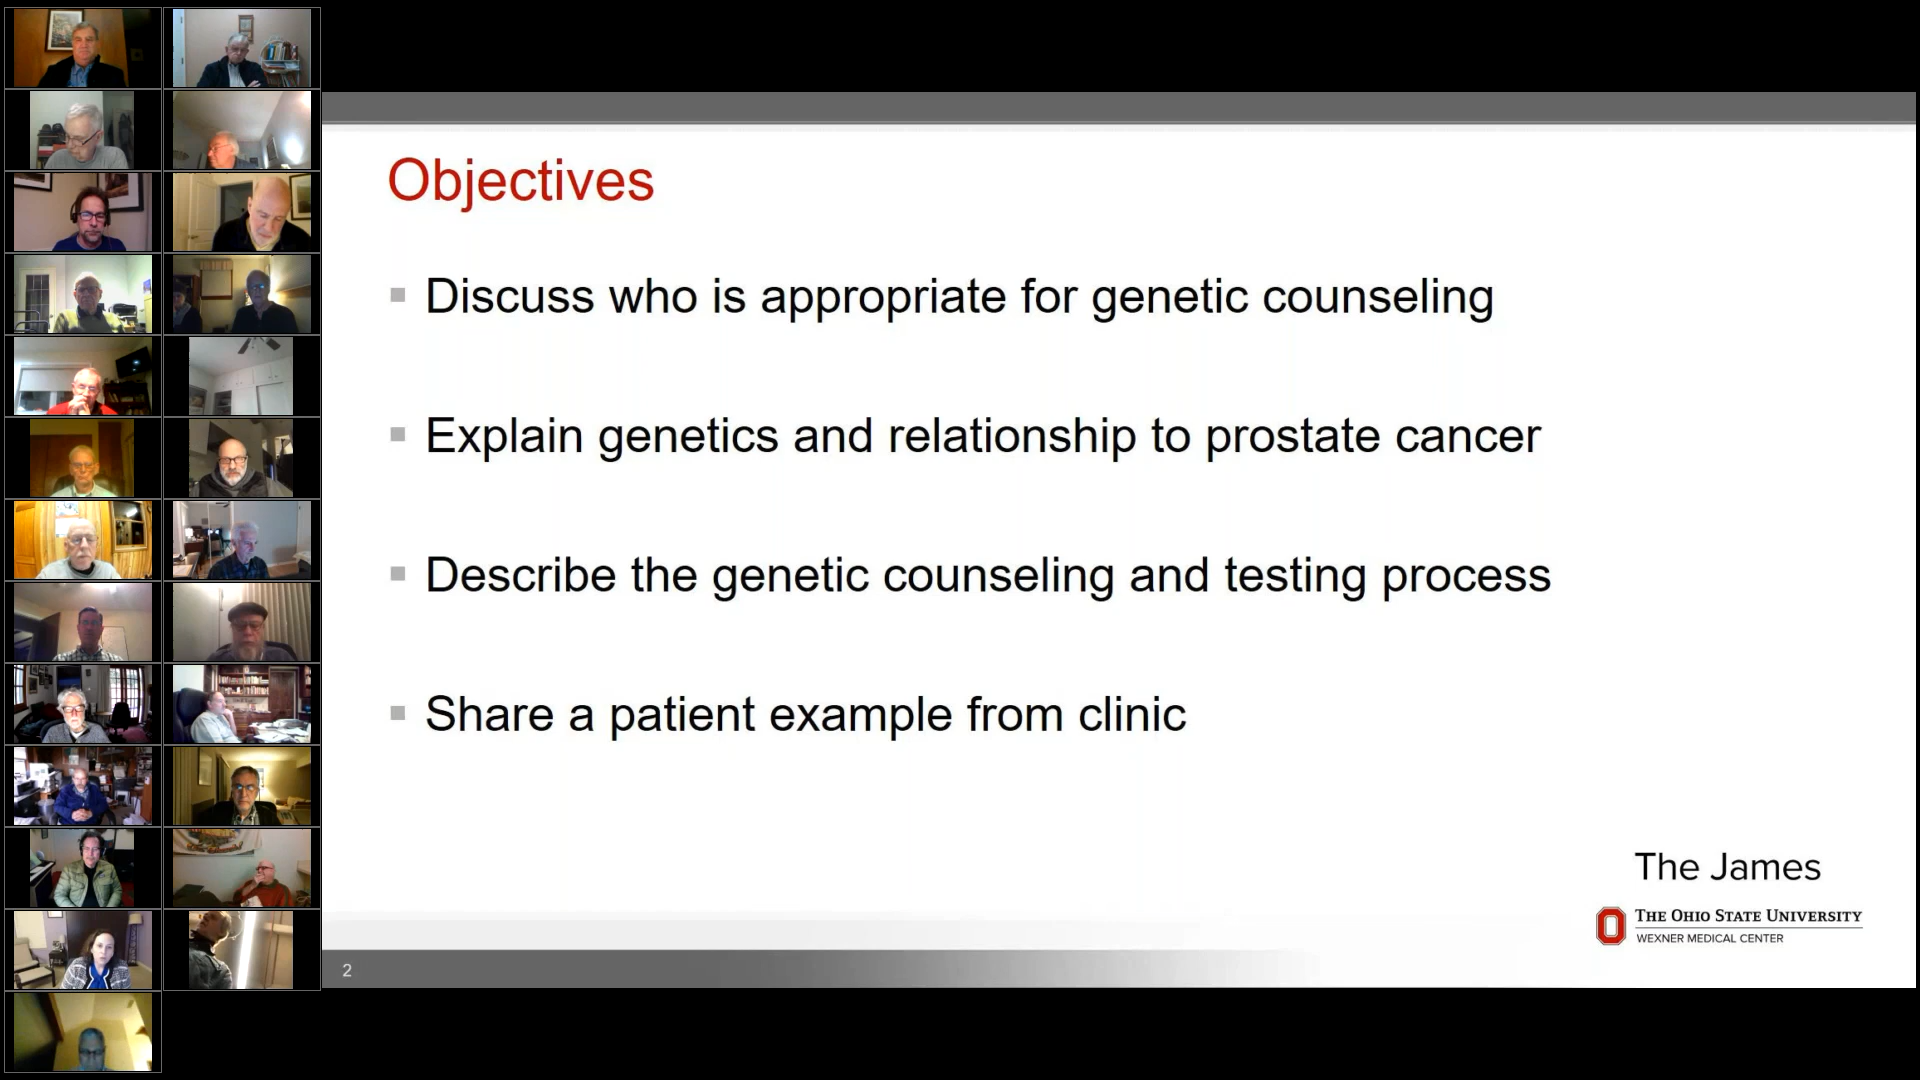 Objectives
Discuss who is appropriate for genetic counseling
Explain genetics and relationship to prostate cancer
Describe the genetic counseling and testing process
Share a patient example from clinic
The James
THE OHIO STATE UNIVERSITY
WEXNER MEDICAL CENTER
2